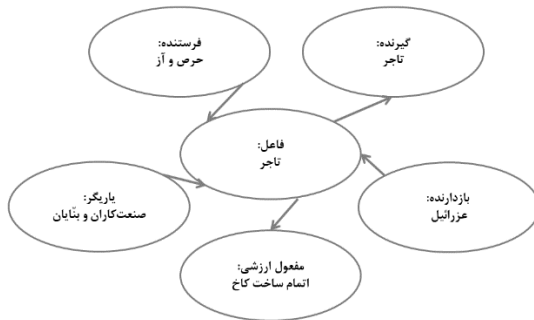 گیرنده:
تاجر
فرستنده:
حرص و آز
فاعل:
تاجر
بازدارنده:
عزرائیل
یاریگر:
صنعت‌کاران و بنّایان
مفعول ارزشی:
اتمام ساخت کاخ